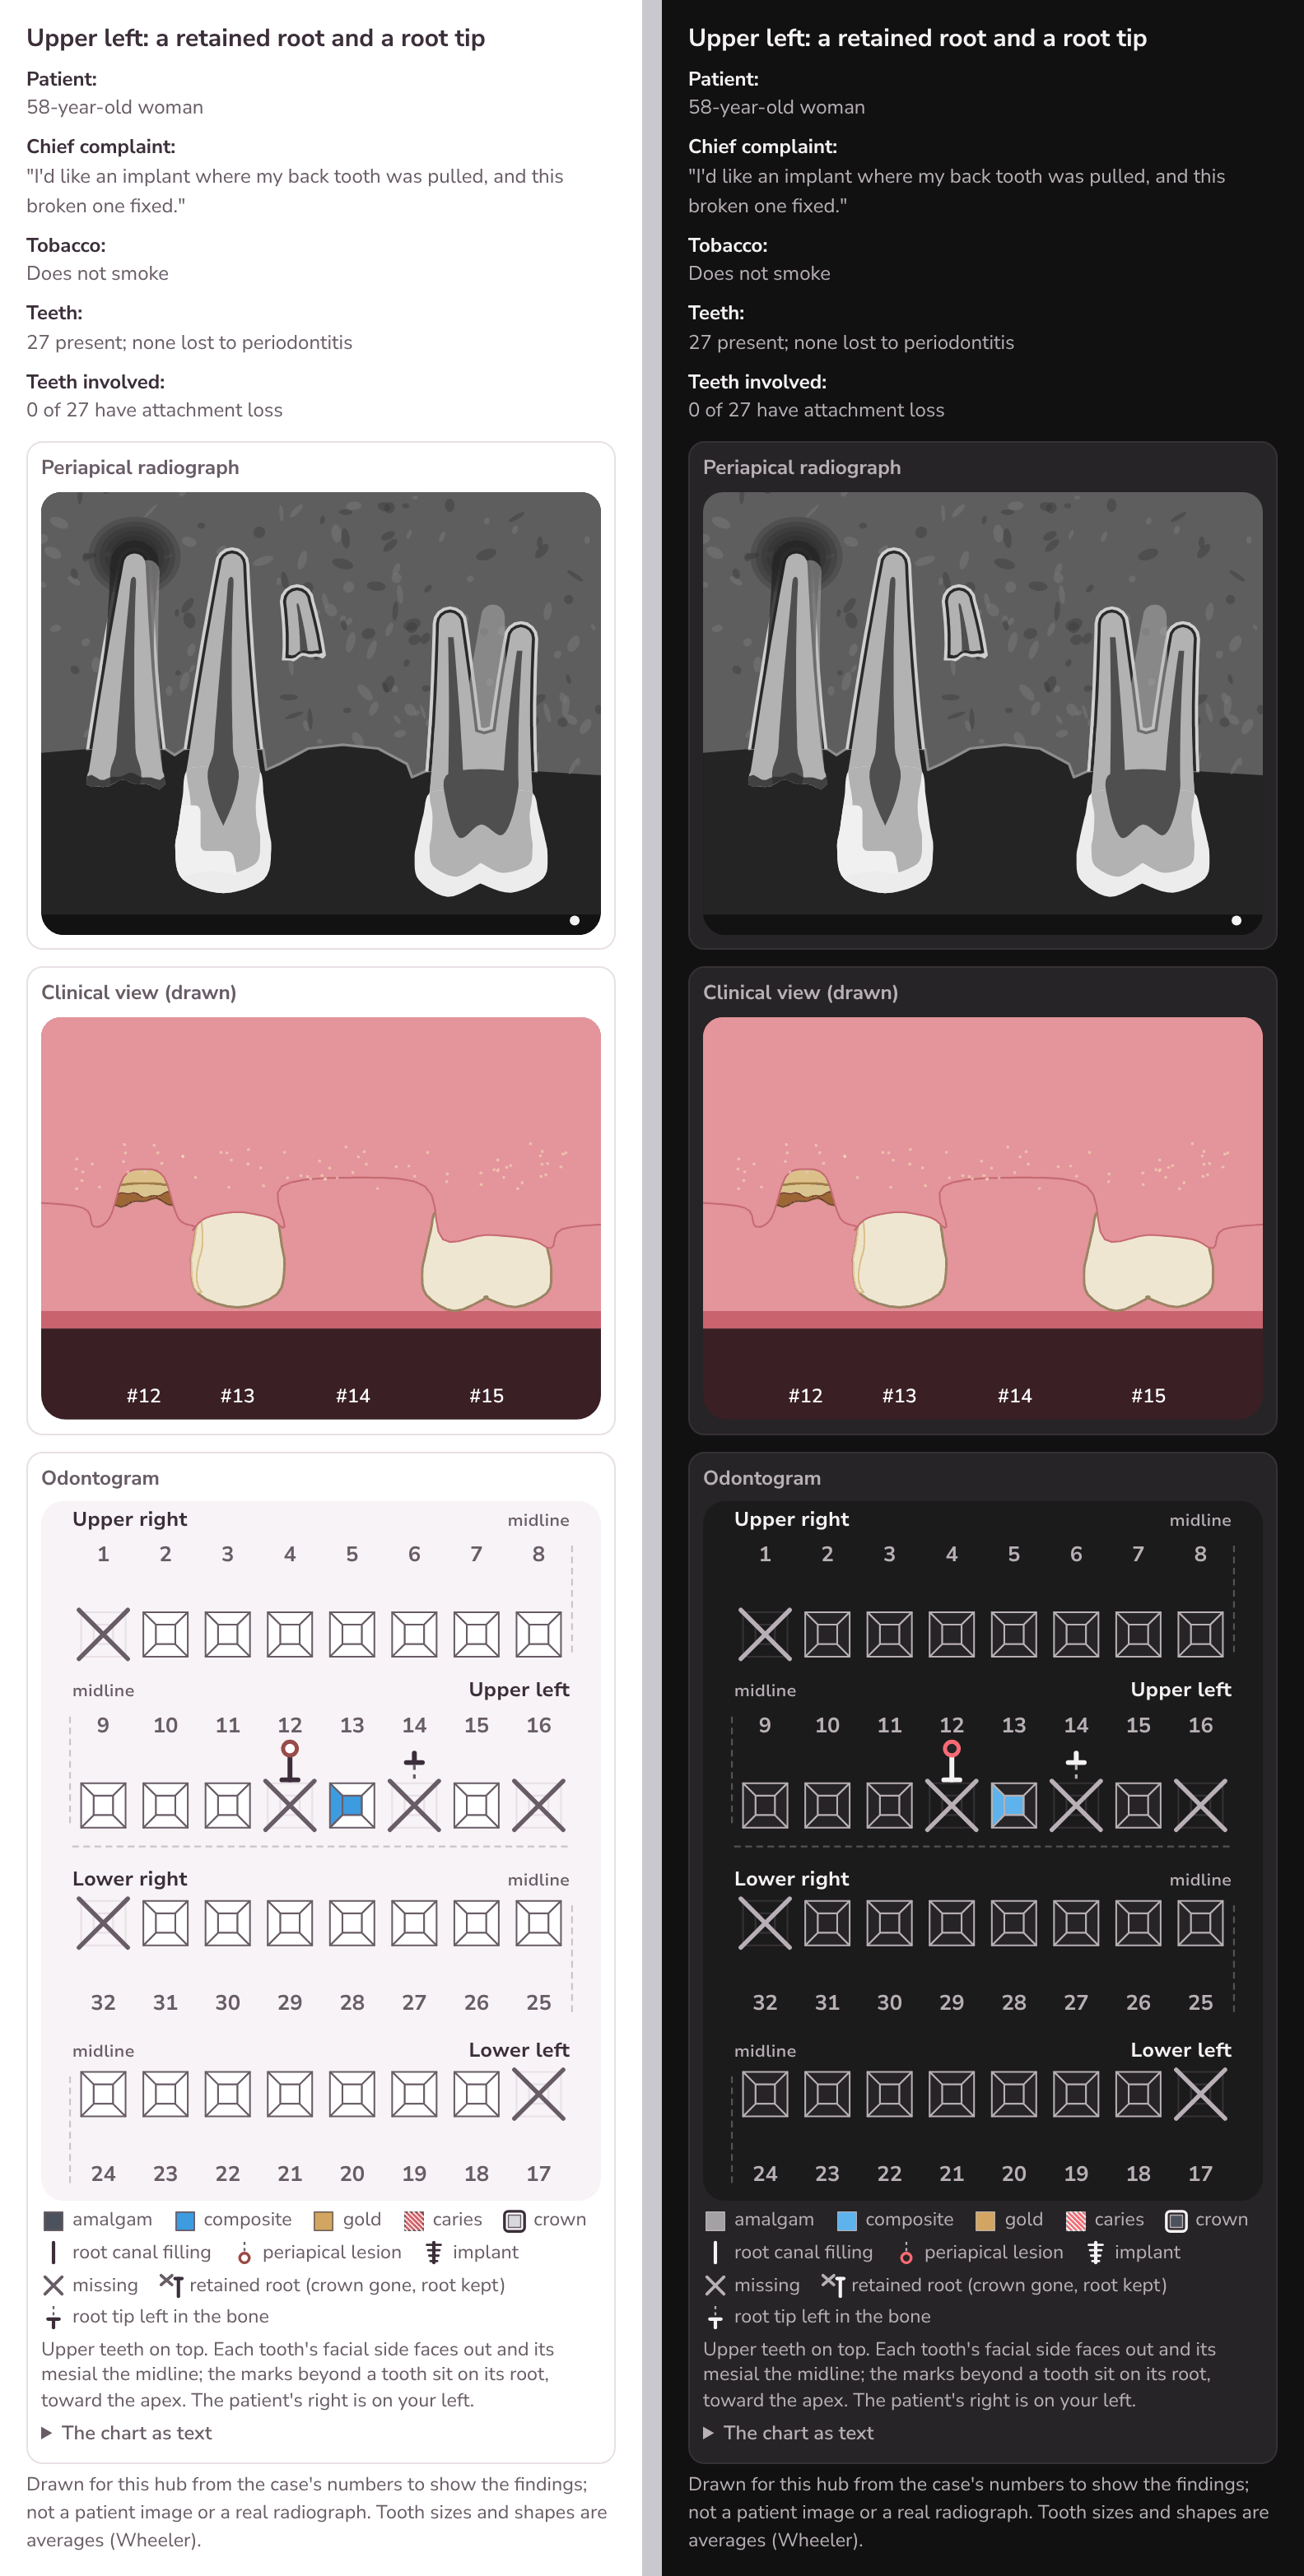 Upper left: a retained root and a root tip
Patient:
58-year-old woman
Chief complaint:
"I'd like an implant where my back tooth was pulled, and this
broken one fixed."
Tobacco:
Does not smoke
Teeth:
27 present; none lost to periodontitis
Teeth involved:
0 of 27 have attachment loss
Periapical radiograph
Clinical view (drawn)
#12 #13 #14 #15
Odontogram
Upper right midline
1 2 3 4 5 6 7 8
midline Upper left
9 10 11 12 13 14 15 16
Lower right midline
32 31 30 29 28 27 26 25
midline Lower left
24 23 22 21 20 19 18 17
amalgam composite gold caries crown
root canal filling periapical lesion implant
missing retained root (crown gone, root kept)
root tip left in the bone
Upper teeth on top. Each tooth's facial side faces out and its
mesial the midline; the marks beyond a tooth sit on its root,
toward the apex. The patient's right is on your left.
The chart as text
Drawn for this hub from the case's numbers to show the findings;
not a patient image or a real radiograph. Tooth sizes and shapes are
averages (Wheeler).
Upper left: a retained root and a root tip
Patient:
58-year-old woman
Chief complaint:
"I'd like an implant where my back tooth was pulled, and this
broken one fixed."
Tobacco:
Does not smoke
Teeth:
27 present; none lost to periodontitis
Teeth involved:
0 of 27 have attachment loss
Periapical radiograph
Clinical view (drawn)
#12 #13 #14 #15
Odontogram
Upper right midline
1 2 3 4 5 6 7 8
midline Upper left
9 10 11 12 13 14 15 16
Lower right midline
32 31 30 29 28 27 26 25
midline Lower left
24 23 22 21 20 19 18 17
amalgam composite gold caries crown
root canal filling periapical lesion implant
missing retained root (crown gone, root kept)
root tip left in the bone
Upper teeth on top. Each tooth's facial side faces out and its
mesial the midline; the marks beyond a tooth sit on its root,
toward the apex. The patient's right is on your left.
The chart as text
Drawn for this hub from the case's numbers to show the findings;
not a patient image or a real radiograph. Tooth sizes and shapes are
averages (Wheeler).